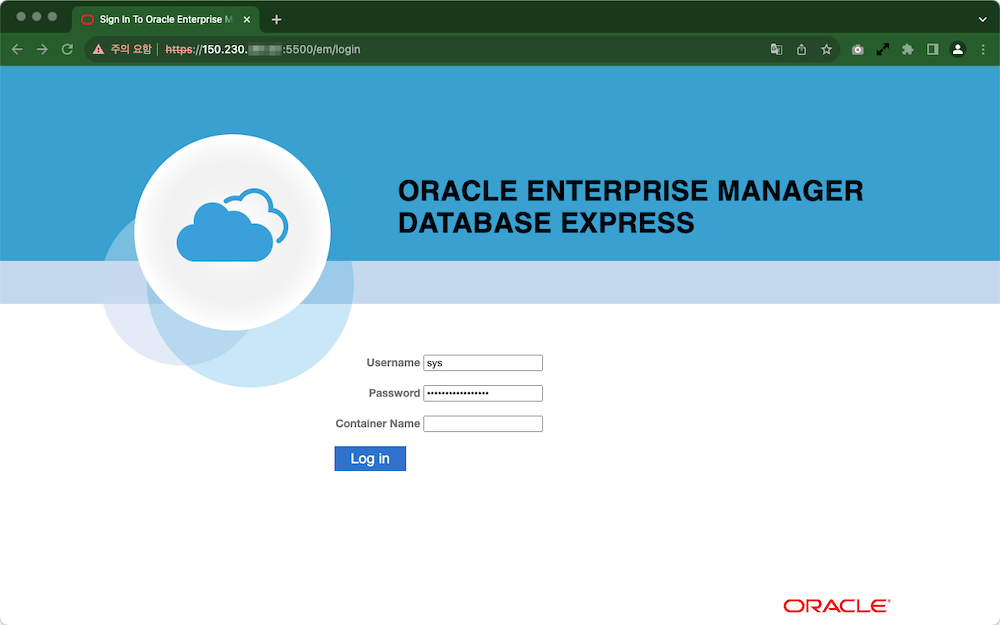 Sign In To Oracle Enterprise M
주의 요함
https://150.230. :5500/em/login
ORACLE ENTERPRISE MANAGER
DATABASE EXPRESS
Username sys
Password ••••••••••••••••
Container Name
Log in
ORACLE